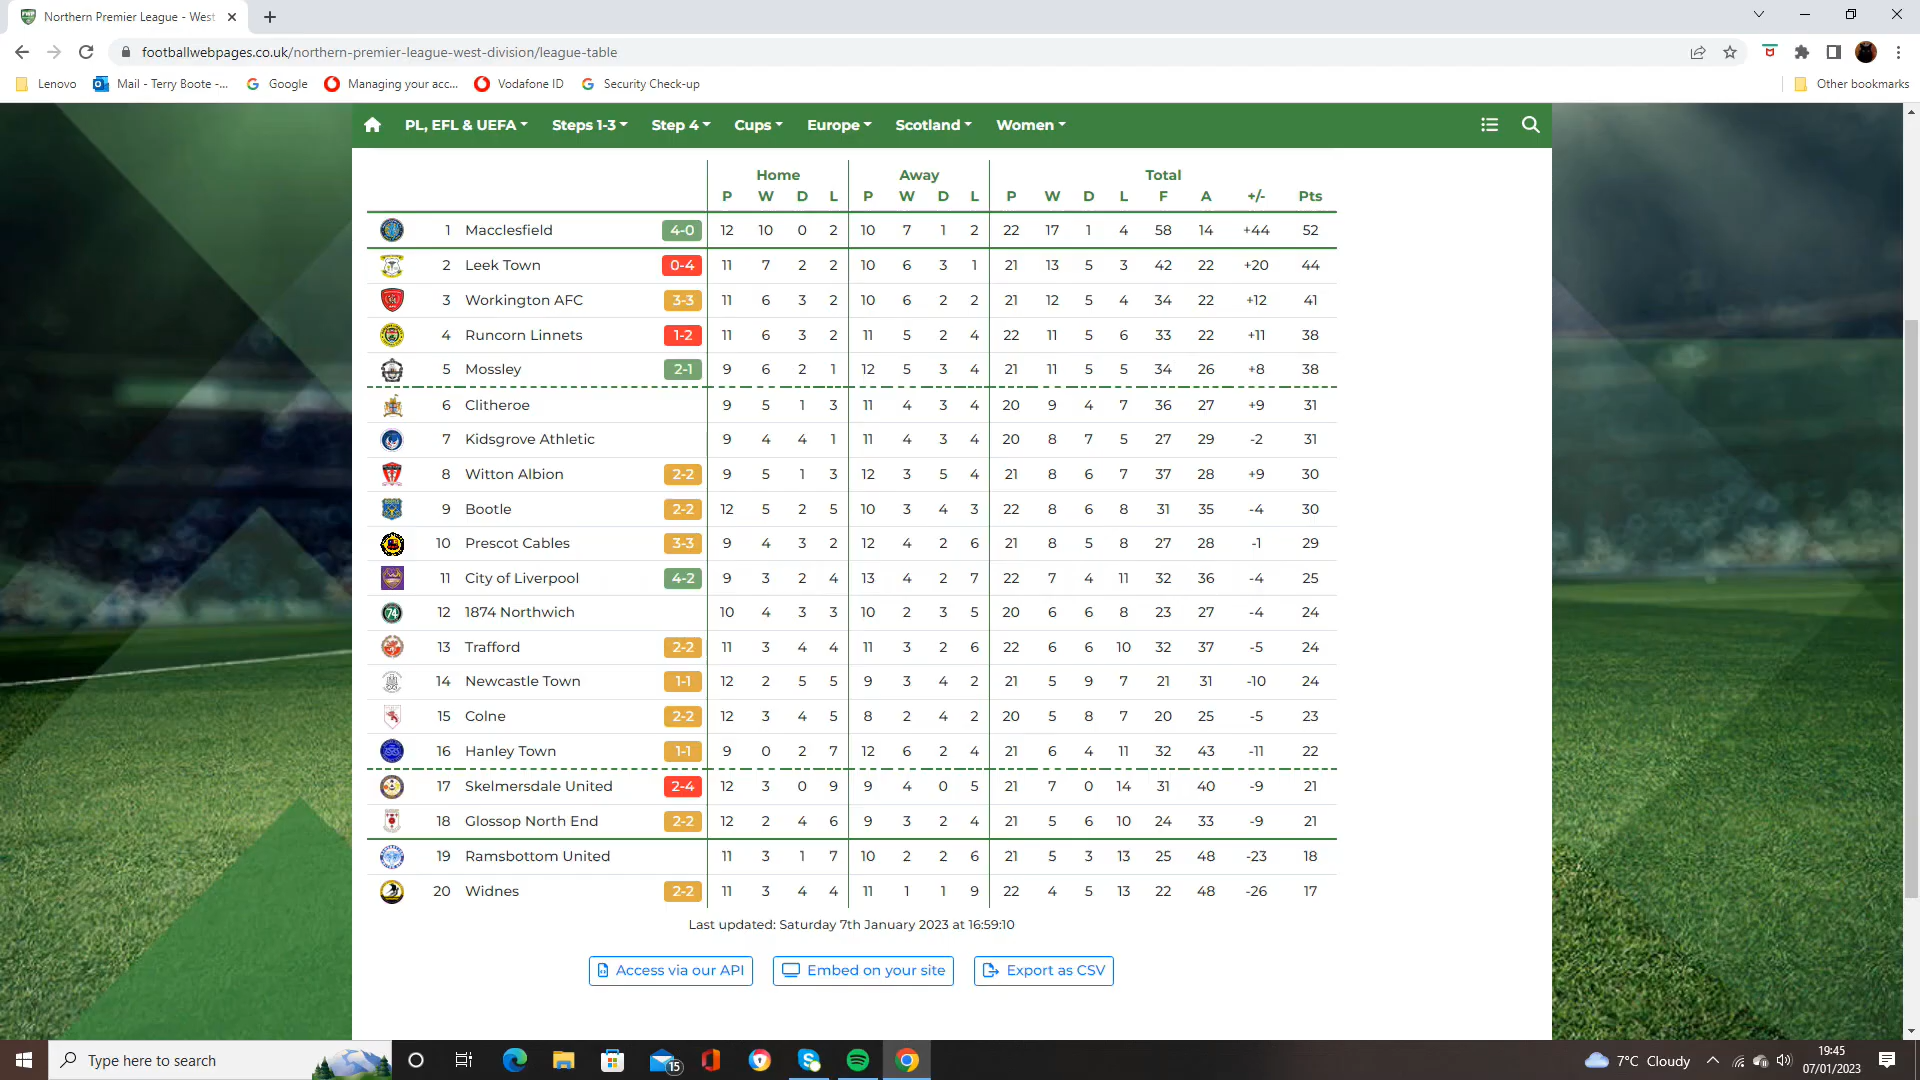 Northern Premier League - West
footballwebpages.co.uk/northern-premier-league-west-division/league-table
Lenovo Mail - Terry Boote -... Google Managing your acc... Vodafone ID Security Check-up Other bookmarks
PL, EFL & UEFA Steps 1-3 Step 4 Cups Europe Scotland Women
Home Away Total
P W D L P W D L P W D L F A +/- Pts
1 Macclesfield 4-0 12 10 0 2 10 7 1 2 22 17 1 4 58 14 +44 52
2 Leek Town 0-4 11 7 2 2 10 6 3 1 21 13 5 3 42 22 +20 44
3 Workington AFC 3-3 11 6 3 2 10 6 2 2 21 12 5 4 34 22 +12 41
4 Runcorn Linnets 1-2 11 6 3 2 11 5 2 4 22 11 5 6 33 22 +11 38
5 Mossley 2-1 9 6 2 1 12 5 3 4 21 11 5 5 34 26 +8 38
6 Clitheroe 9 5 1 3 11 4 3 4 20 9 4 7 36 27 +9 31
7 Kidsgrove Athletic 9 4 4 1 11 4 3 4 20 8 7 5 27 29 -2 31
8 Witton Albion 2-2 9 5 1 3 12 3 5 4 21 8 6 7 37 28 +9 30
9 Bootle 2-2 12 5 2 5 10 3 4 3 22 8 6 8 31 35 -4 30
10 Prescot Cables 3-3 9 4 3 2 12 4 2 6 21 8 5 8 27 28 -1 29
11 City of Liverpool 4-2 9 3 2 4 13 4 2 7 22 7 4 11 32 36 -4 25
12 1874 Northwich 10 4 3 3 10 2 3 5 20 6 6 8 23 27 -4 24
13 Trafford 2-2 11 3 4 4 11 3 2 6 22 6 6 10 32 37 -5 24
14 Newcastle Town 1-1 12 2 5 5 9 3 4 2 21 5 9 7 21 31 -10 24
15 Colne 2-2 12 3 4 5 8 2 4 2 20 5 8 7 20 25 -5 23
16 Hanley Town 1-1 9 0 2 7 12 6 2 4 21 6 4 11 32 43 -11 22
17 Skelmersdale United 2-4 12 3 0 9 9 4 0 5 21 7 0 14 31 40 -9 21
18 Glossop North End 2-2 12 2 4 6 9 3 2 4 21 5 6 10 24 33 -9 21
19 Ramsbottom United 11 3 1 7 10 2 2 6 21 5 3 13 25 48 -23 18
20 Widnes 2-2 11 3 4 4 11 1 1 9 22 4 5 13 22 48 -26 17
Last updated: Saturday 7th January 2023 at 16:59:10
Access via our API Embed on your site Export as CSV
Type here to search 15 7°C Cloudy 19:45
07/01/2023